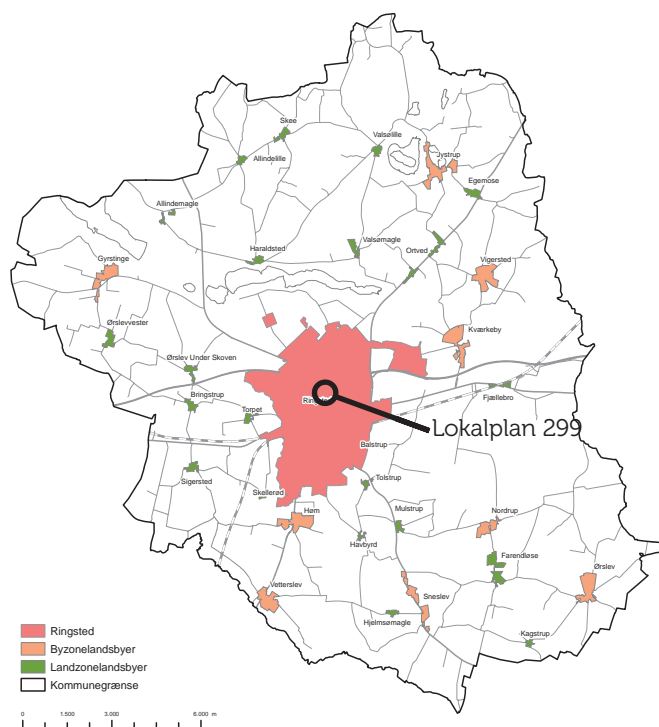 Skee
Valsølille
Allindelille
Jystrup
Egemose
Allindemagle
Valsømagle
Ortved
Haraldsted
Gyrstinge
Vigersted
Ørslevvester
Kværkeby
Ørslev Under Skoven
Bringstrup
Fjællebro
Torpet
Lokalplan 299
Balstrup
Sigersted
Tolstrup
Skellerød
Høm
Mulstrup
Nordrup
Havbyrd
Farendløse
Vetterslev
Sneslev
Ørslev
Hjelmsømagle
Kagstrup
Ringsted
Byzonelandsbyer
Landzonelandsbyer
Kommunegrænse
0 1.500 3.000 6.000 m